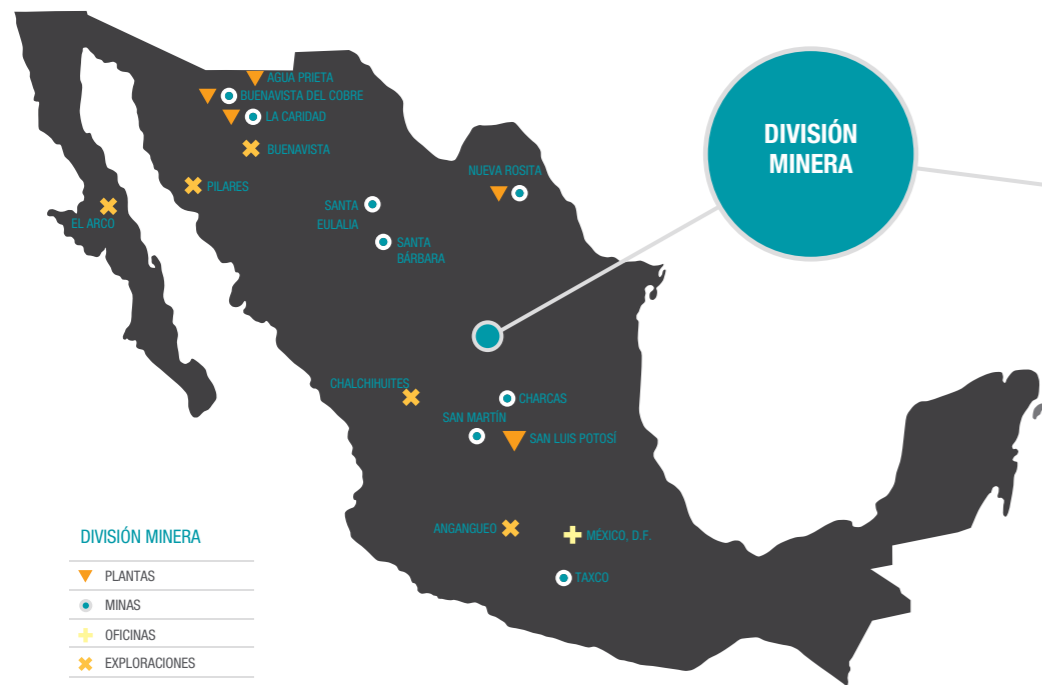 AGUA PRIETA
BUENAVISTA DEL COBRE
LA CARIDAD
BUENAVISTA
PILARES
EL ARCO
NUEVA ROSITA
SANTA
EULALIA
SANTA
BÁRBARA
DIVISIÓN
MINERA
CHALCHIHUITES
CHARCAS
SAN MARTÍN
SAN LUIS POTOSÍ
ANGANGUEO
MÉXICO, D.F.
TAXCO
DIVISIÓN MINERA
PLANTAS
MINAS
OFICINAS
EXPLORACIONES